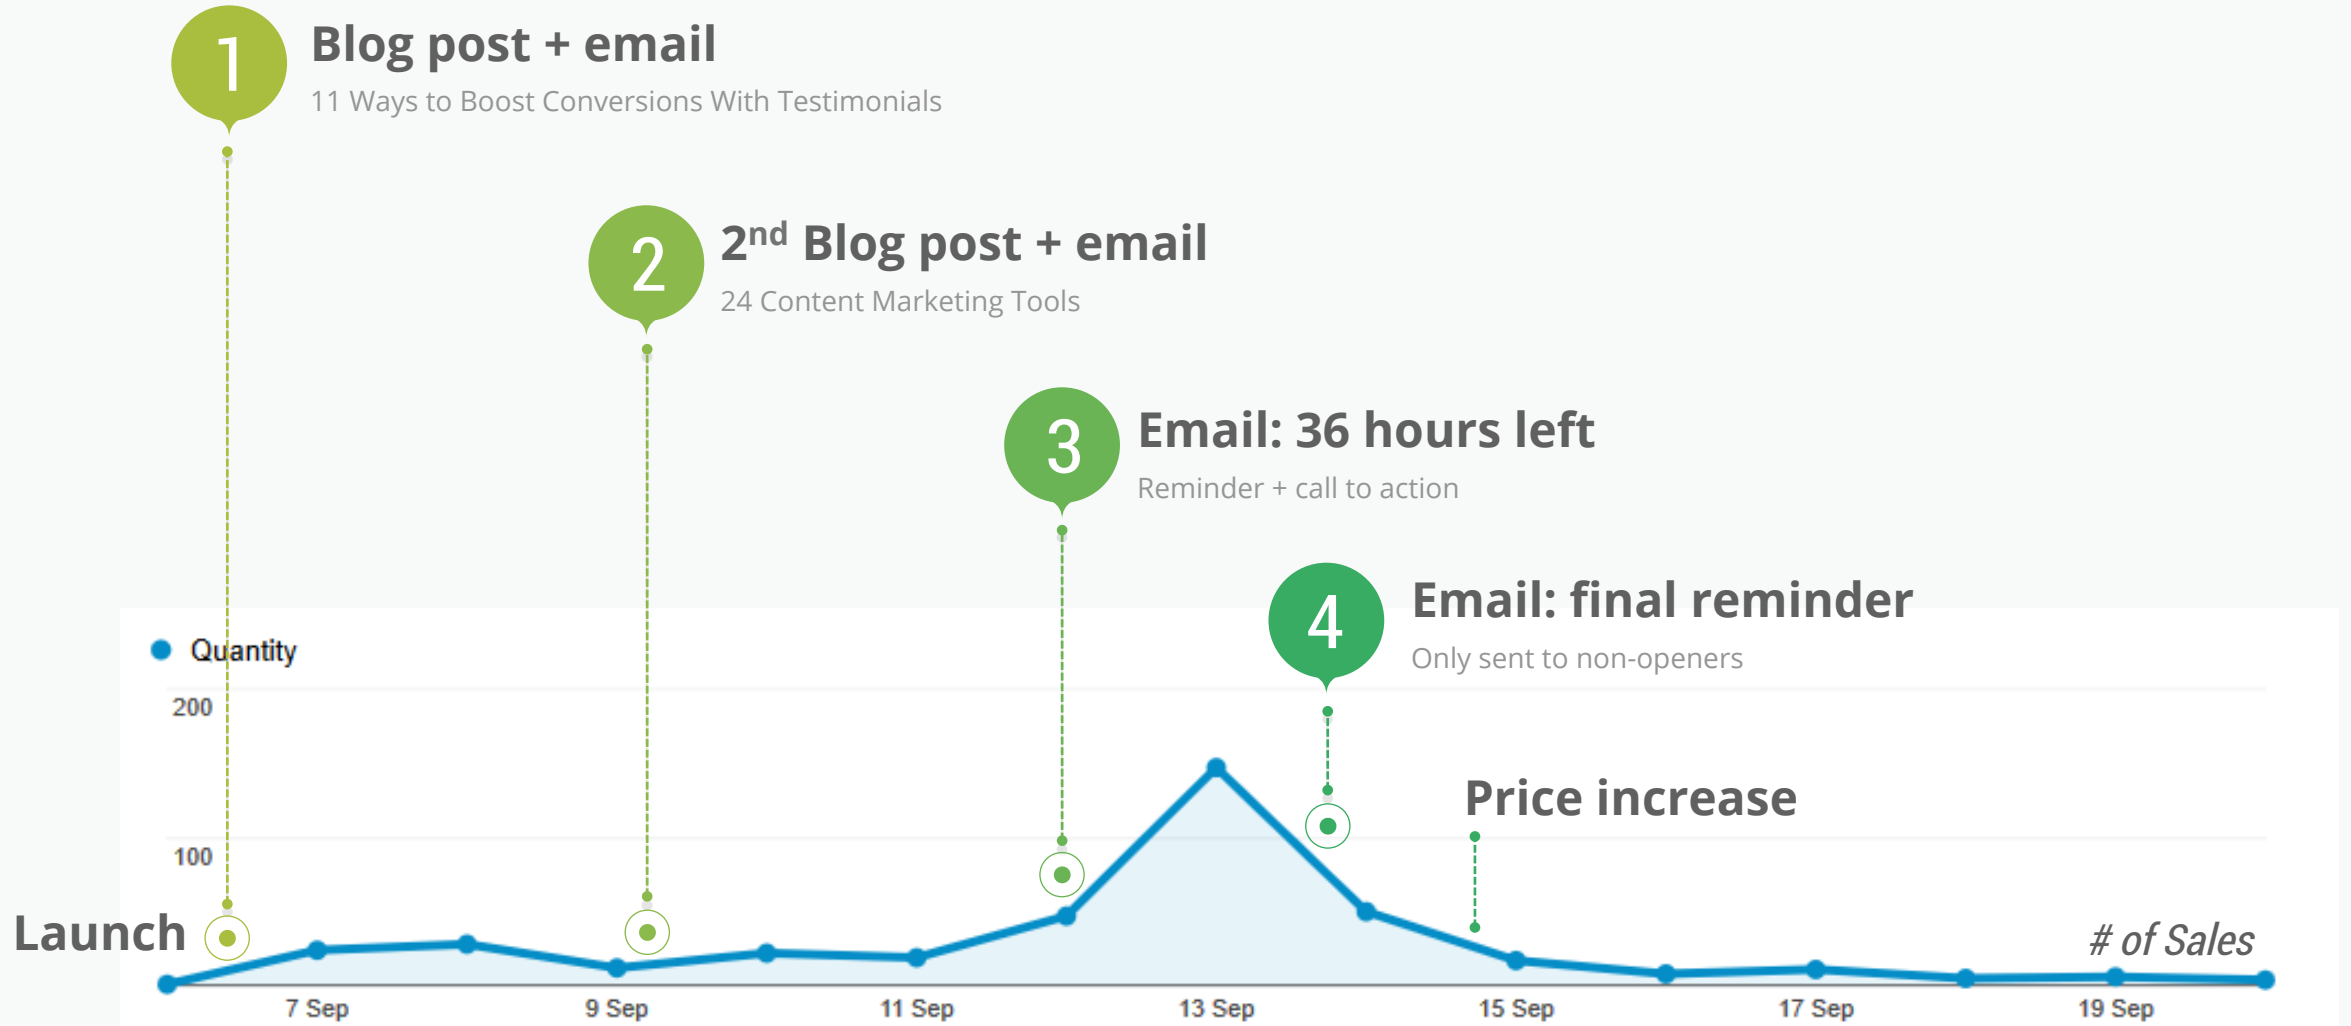 1
Blog post + email
11 Ways to Boost Conversions With Testimonials
2
2nd Blog post + email
24 Content Marketing Tools
3
Email: 36 hours left
Reminder + call to action
4
Email: final reminder
Only sent to non-openers
Quantity
200
Price increase
100
Launch
# of Sales
7 Sep
9 Sep
11 Sep
13 Sep
15 Sep
17 Sep
19 Sep